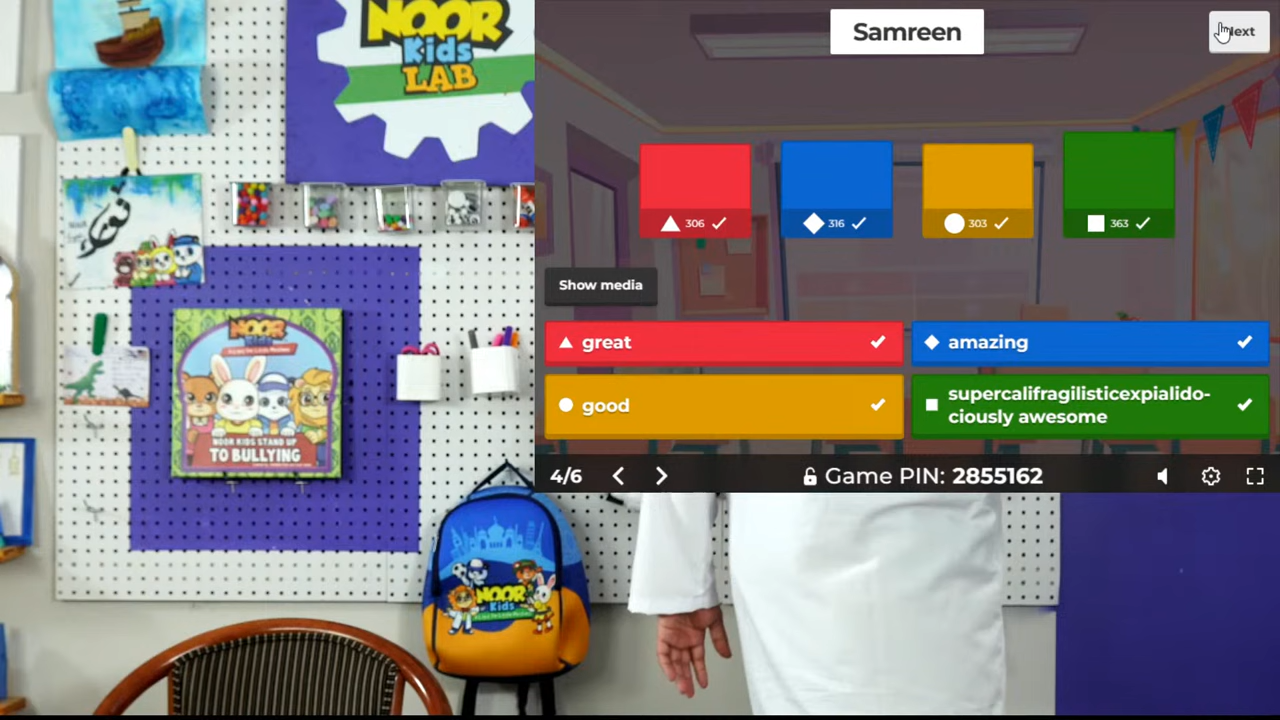 NOOR
Kids
LAB
نور
NOOR
Kids
NOOR KIDS STAND UP
TO BULLYING
NOOR
Kids
Samreen
Next
306
316
303
363
Show media
great
amazing
good
supercalifragilisticexpialido-
ciously awesome
4/6
Game PIN: 2855162